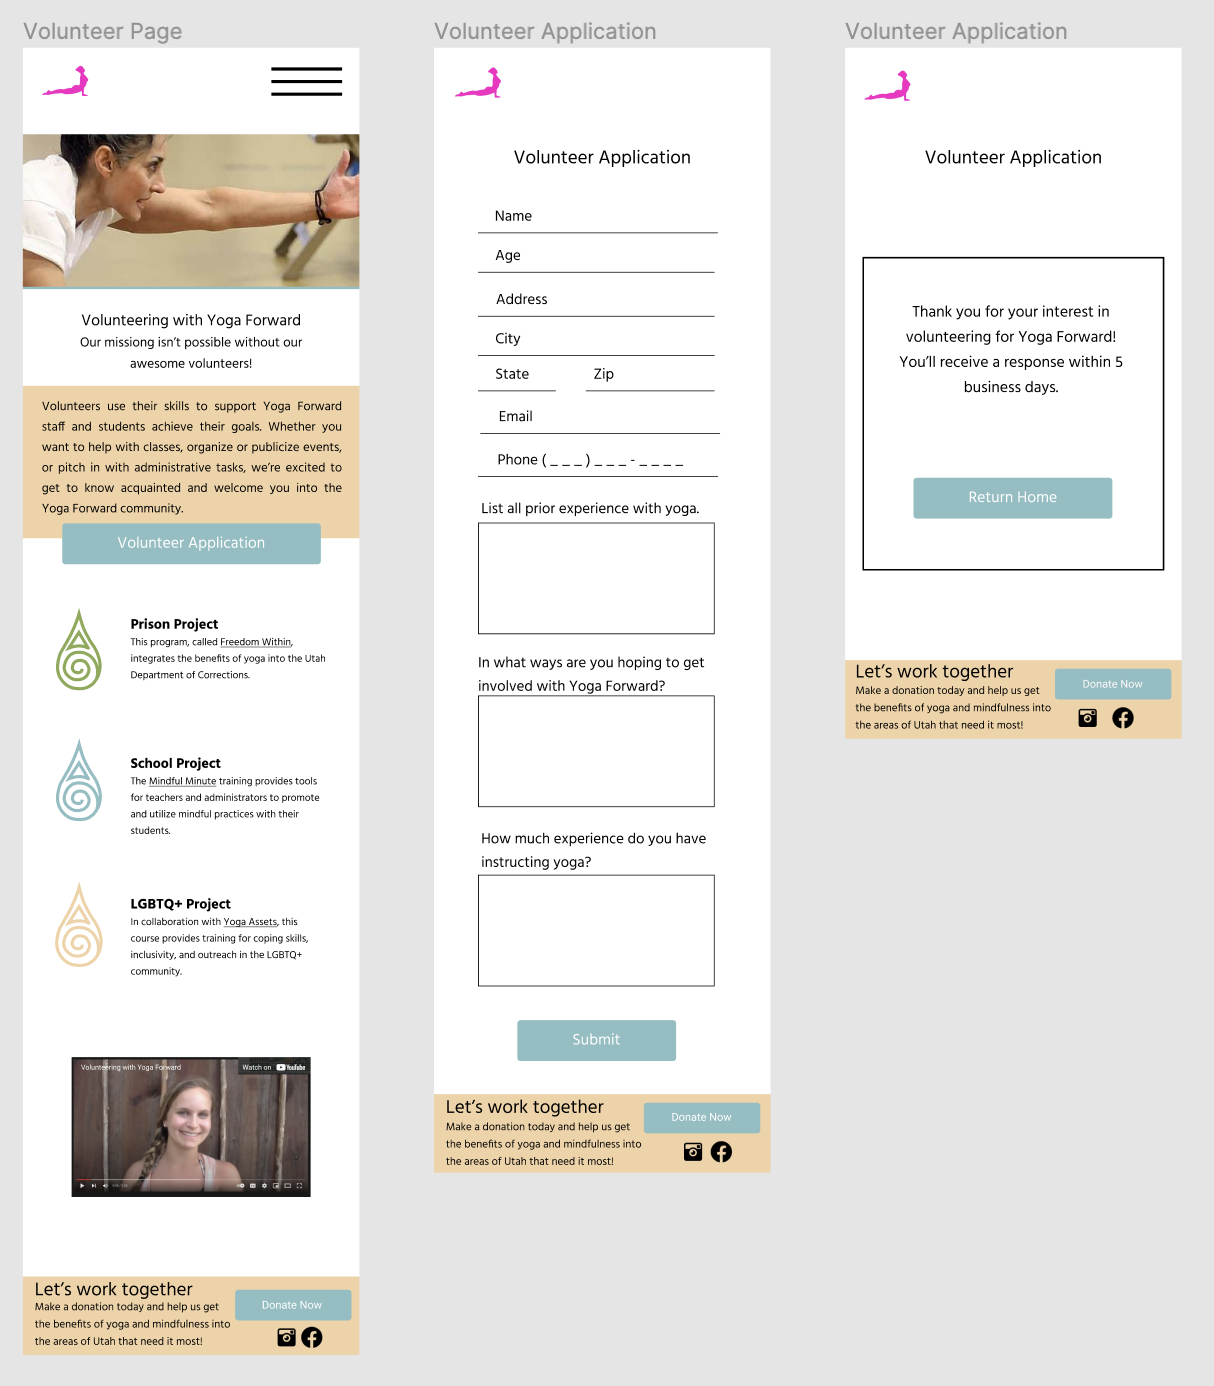 Volunteer Page
Volunteering with Yoga Forward
Our missiong isn't possible without our
awesome volunteers!
Volunteers use their skills to support Yoga Forward
staff and students achieve their goals. Whether you
want to help with classes, organize or publicize events,
or pitch in with administrative tasks, we're excited to
get to know acquainted and welcome you into the
Yoga Forward community.
Volunteer Application
Prison Project
This program, called Freedom Within,
integrates the benefits of yoga into the Utah
Department of Corrections.
School Project
The Mindful Minute training provides tools
for teachers and administrators to promote
and utilize mindful practices with their
students.
LGBTQ+ Project
In collaboration with Yoga Assets, this
course provides training for coping skills,
inclusivity, and outreach in the LGBTQ+
community.
Volunteering with Yoga Forward
Watch on YouTube
Let's work together
Make a donation today and help us get
the benefits of yoga and mindfulness into
the areas of Utah that need it most!
Donate Now
Volunteer Application
Volunteer Application
Name
Age
Address
City
State Zip
Email
Phone ( _ _ _ ) _ _ _ - _ _ _ _
List all prior experience with yoga.
In what ways are you hoping to get
involved with Yoga Forward?
How much experience do you have
instructing yoga?
Submit
Let's work together
Make a donation today and help us get
the benefits of yoga and mindfulness into
the areas of Utah that need it most!
Donate Now
Volunteer Application
Volunteer Application
Thank you for your interest in
volunteering for Yoga Forward!
You'll receive a response within 5
business days.
Return Home
Let's work together
Make a donation today and help us get
the benefits of yoga and mindfulness into
the areas of Utah that need it most!
Donate Now